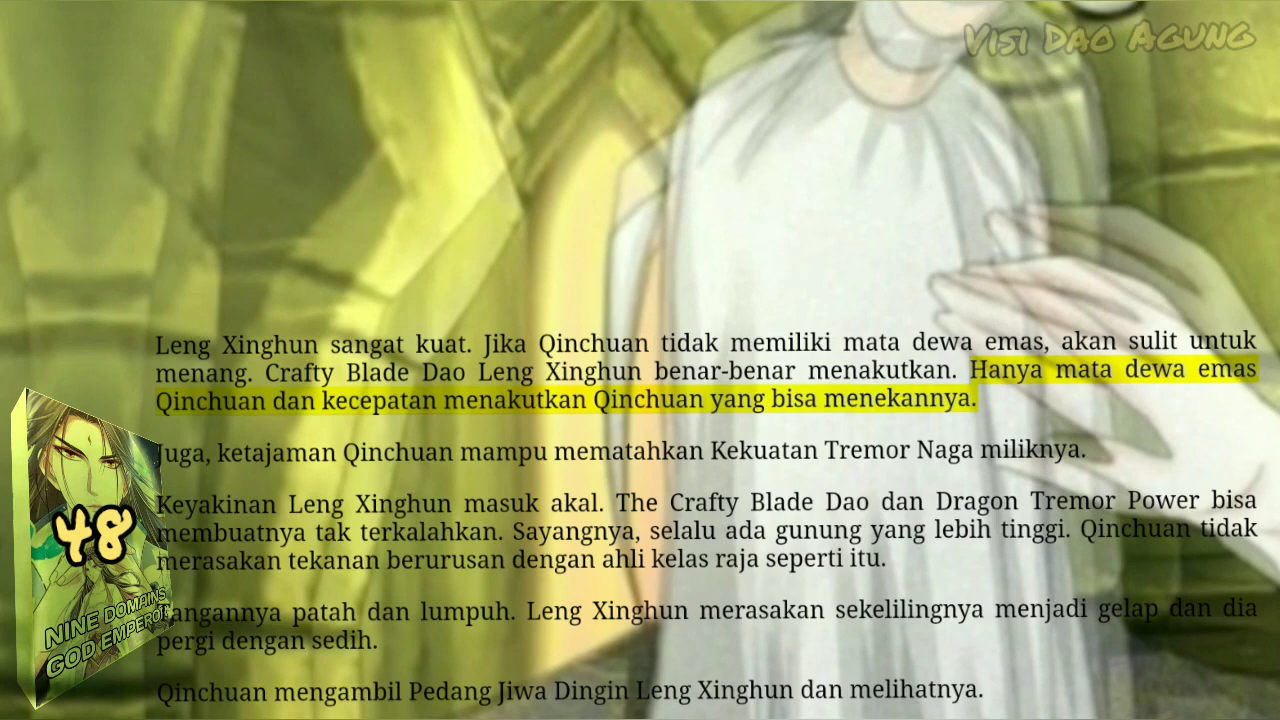 Visi Dao Agung
Leng Xinghun sangat kuat. Jika Qinchuan tidak memiliki mata dewa emas, akan sulit untuk
menang. Crafty Blade Dao Leng Xinghun benar-benar menakutkan. Hanya mata dewa emas
Qinchuan dan kecepatan menakutkan Qinchuan yang bisa menekannya.
Juga, ketajaman Qinchuan mampu mematahkan Kekuatan Tremor Naga miliknya.
Keyakinan Leng Xinghun masuk akal. The Crafty Blade Dao dan Dragon Tremor Power bisa
membuatnya tak terkalahkan. Sayangnya, selalu ada gunung yang lebih tinggi. Qinchuan tidak
merasakan tekanan berurusan dengan ahli kelas raja seperti itu.
Tangannya patah dan lumpuh. Leng Xinghun merasakan sekelilingnya menjadi gelap dan dia
pergi dengan sedih.
Qinchuan mengambil Pedang Jiwa Dingin Leng Xinghun dan melihatnya.
48
NINE DOMAINS
GOD EMPEROR